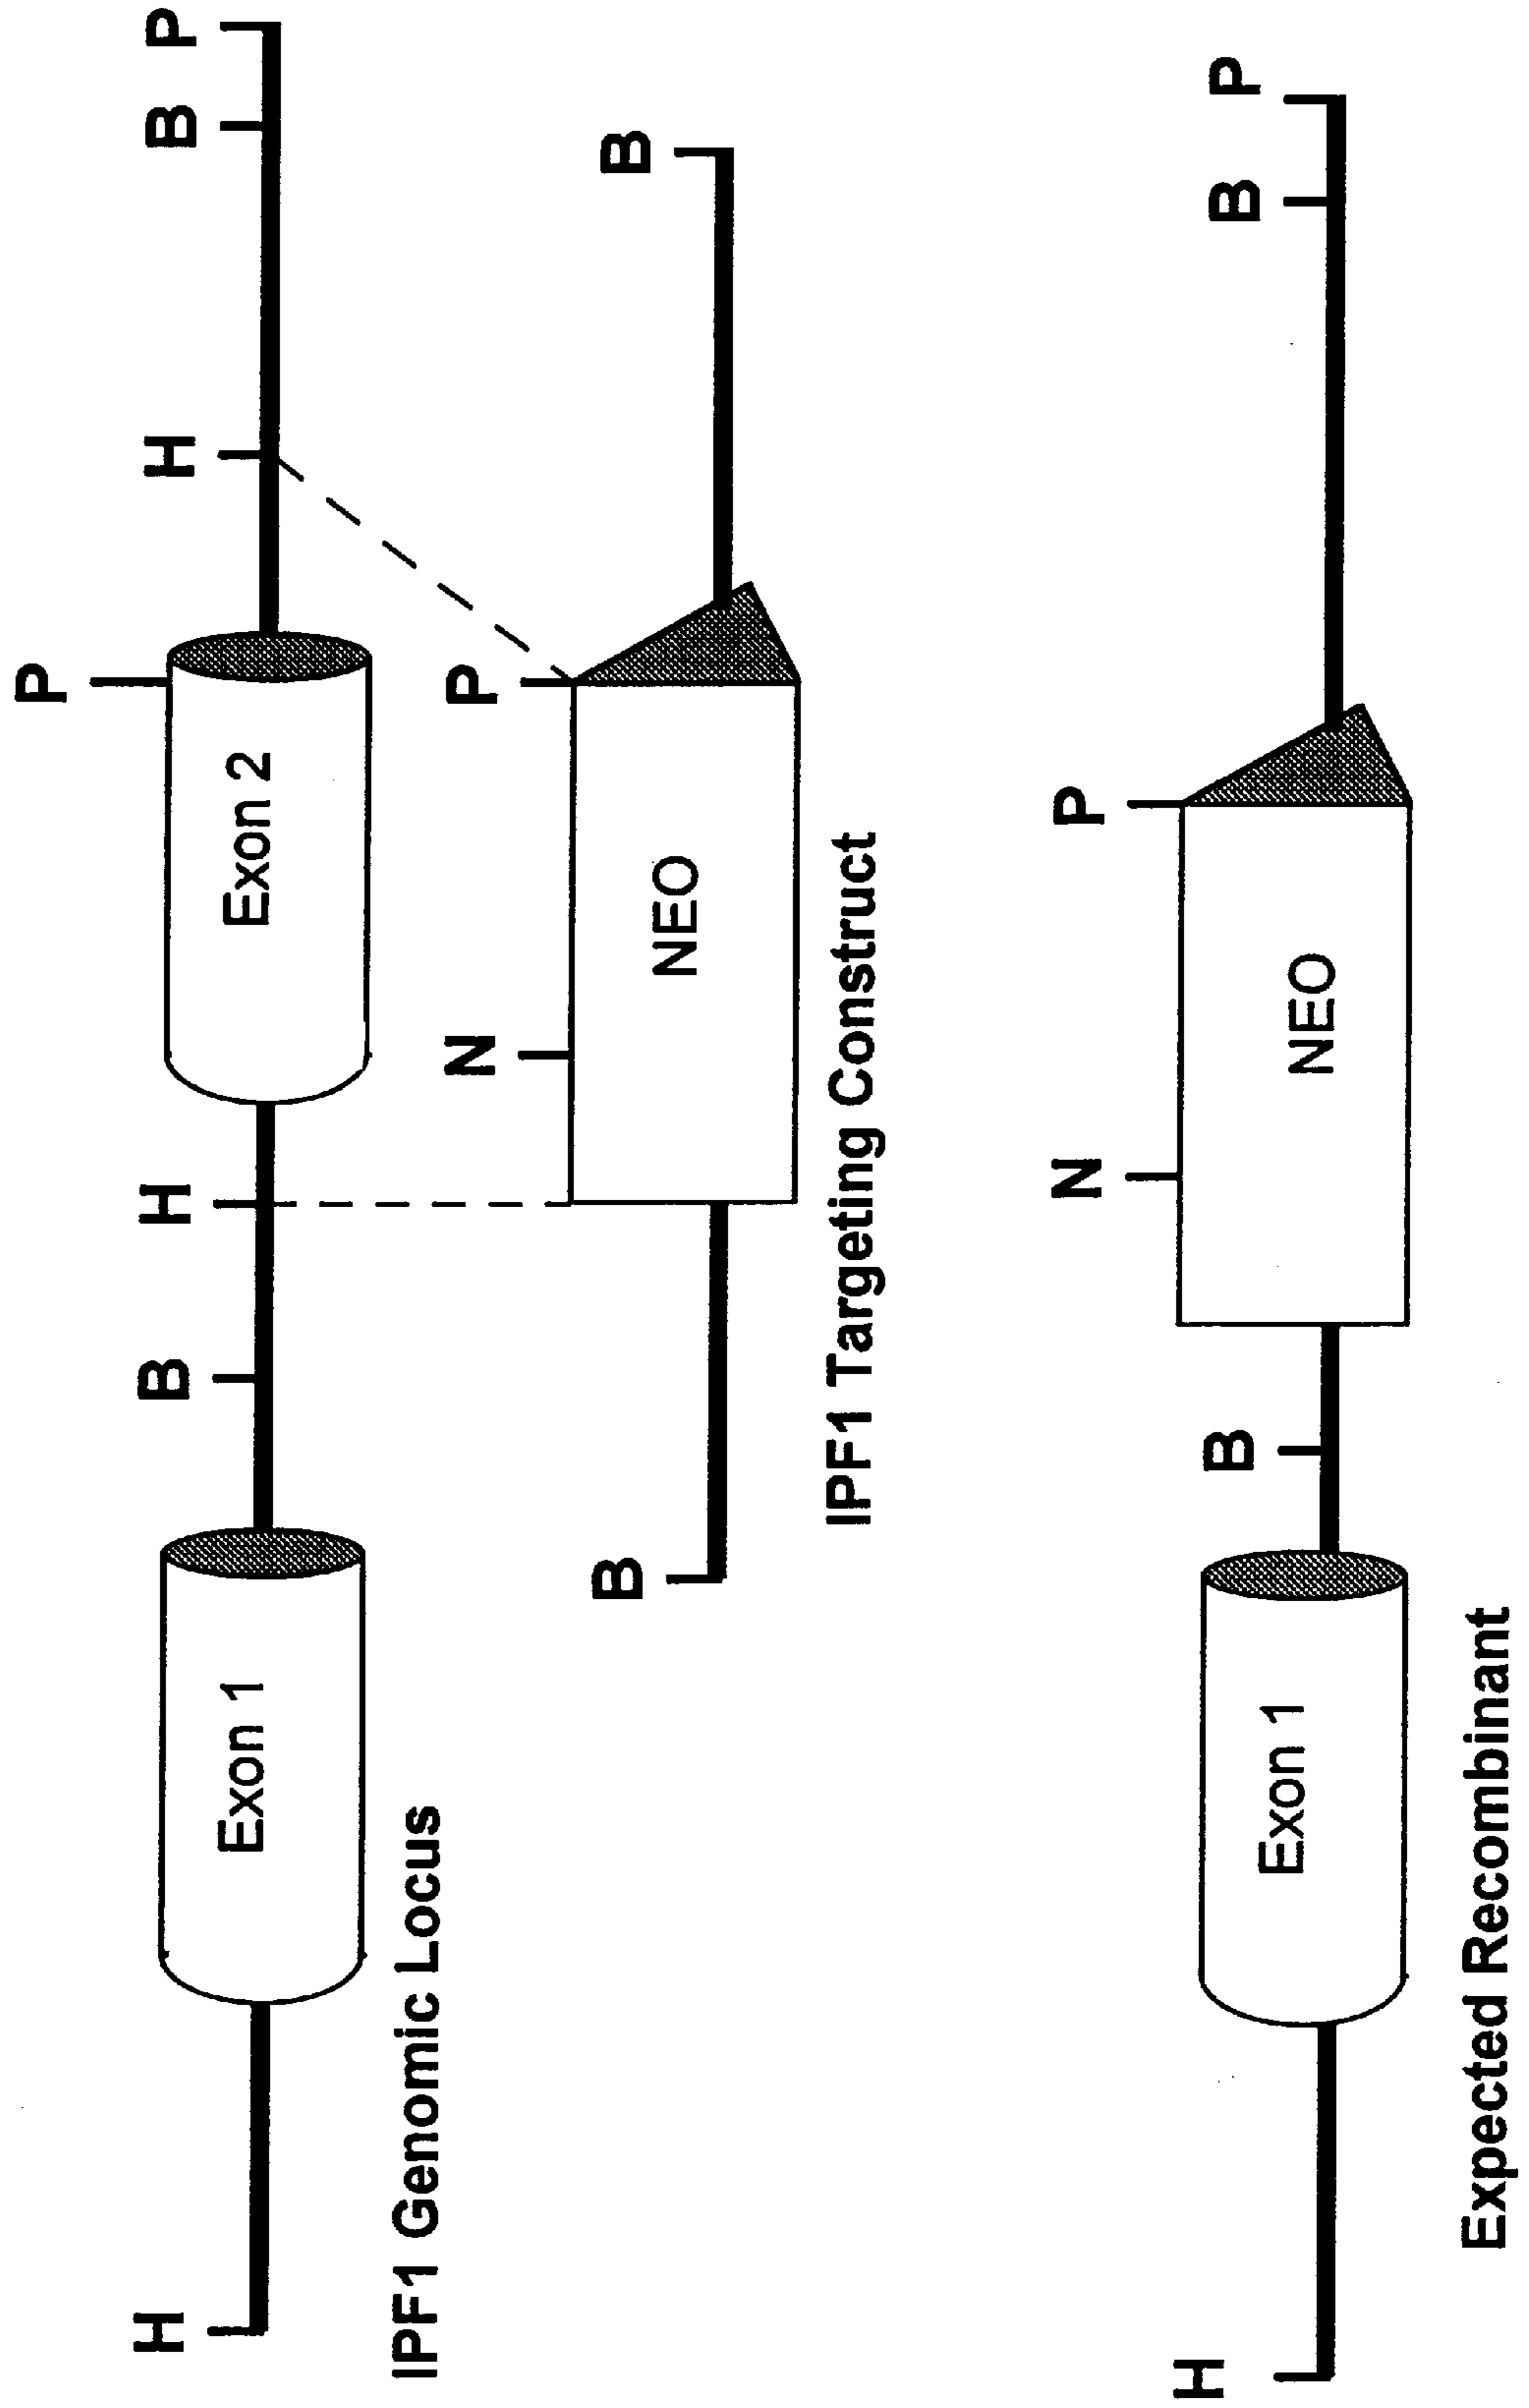 P
H B H H B P
Exon 1 Exon 2
IPF1 Genomic Locus
N P
B NEO B
IPF1 Targeting Construct
N P
H B B P
Exon 1 NEO
Expected Recombinant